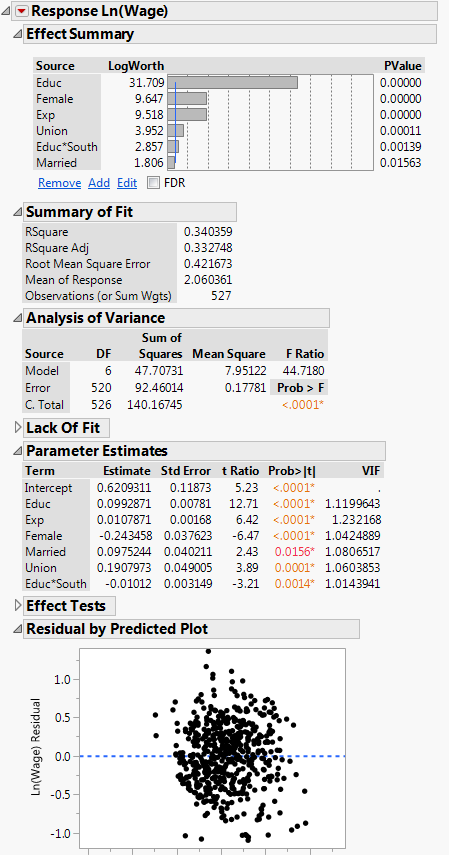 Response Ln(Wage)
Effect Summary
Source LogWorth PValue
Educ 31.709 0.00000
Female 9.647 0.00000
Exp 9.518 0.00000
Union 3.952 0.00011
Educ*South 2.857 0.00139
Married 1.806 0.01563
Remove Add Edit FDR
Summary of Fit
RSquare 0.340359
RSquare Adj 0.332748
Root Mean Square Error 0.421673
Mean of Response 2.060361
Observations (or Sum Wgts) 527
Analysis of Variance
Sum of
Source DF Squares Mean Square F Ratio
Model 6 47.70731 7.95122 44.7180
Error 520 92.46014 0.17781 Prob > F
C. Total 526 140.16745 <.0001*
Lack Of Fit
Parameter Estimates
Term Estimate Std Error t Ratio Prob>|t| VIF
Intercept 0.6209311 0.11873 5.23 <.0001* .
Educ 0.0992871 0.00781 12.71 <.0001* 1.1199643
Exp 0.0107871 0.00168 6.42 <.0001* 1.232168
Female -0.243458 0.037623 -6.47 <.0001* 1.0424889
Married 0.0975244 0.040211 2.43 0.0156* 1.0806517
Union 0.1907973 0.049005 3.89 0.0001* 1.0603853
Educ*South -0.01012 0.003149 -3.21 0.0014* 1.0143941
Effect Tests
Residual by Predicted Plot
Ln(Wage) Residual
1.0
0.5
0.0
-0.5
-1.0